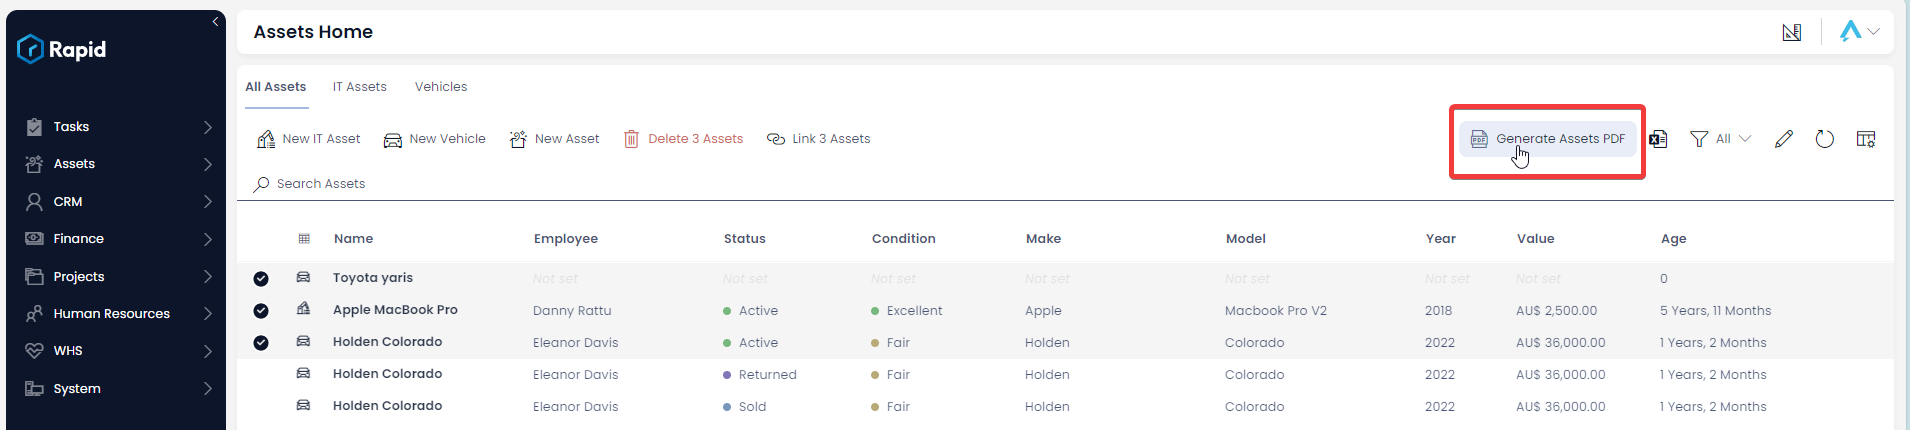 Rapid
Tasks
Assets
CRM
Finance
Projects
Human Resources
WHS
System
Assets Home
All Assets IT Assets Vehicles
New IT Asset New Vehicle New Asset Delete 3 Assets Link 3 Assets PDF Generate Assets PDF X All
Search Assets
Name Employee Status Condition Make Model Year Value Age
Toyota yaris Not set Not set Not set Not set Not set Not set Not set 0
Apple MacBook Pro Danny Rattu Active Excellent Apple Macbook Pro V2 2018 AU$ 2,500.00 5 Years, 11 Months
Holden Colorado Eleanor Davis Active Fair Holden Colorado 2022 AU$ 36,000.00 1 Years, 2 Months
Holden Colorado Eleanor Davis Returned Fair Holden Colorado 2022 AU$ 36,000.00 1 Years, 2 Months
Holden Colorado Eleanor Davis Sold Fair Holden Colorado 2022 AU$ 36,000.00 1 Years, 2 Months